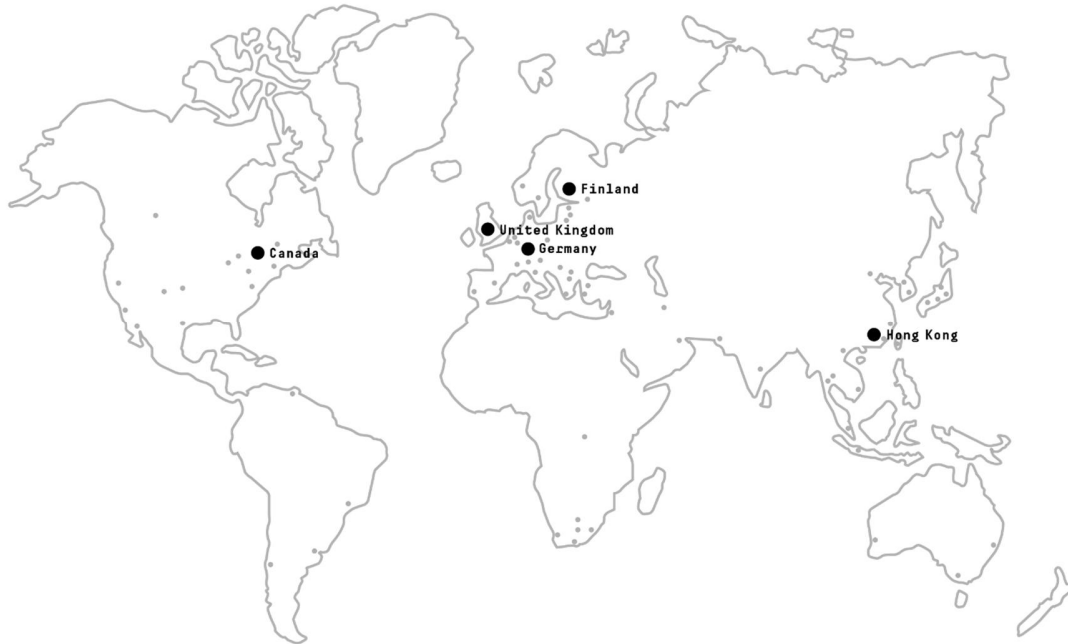 Finland
United Kingdom
Germany
Canada
Hong Kong